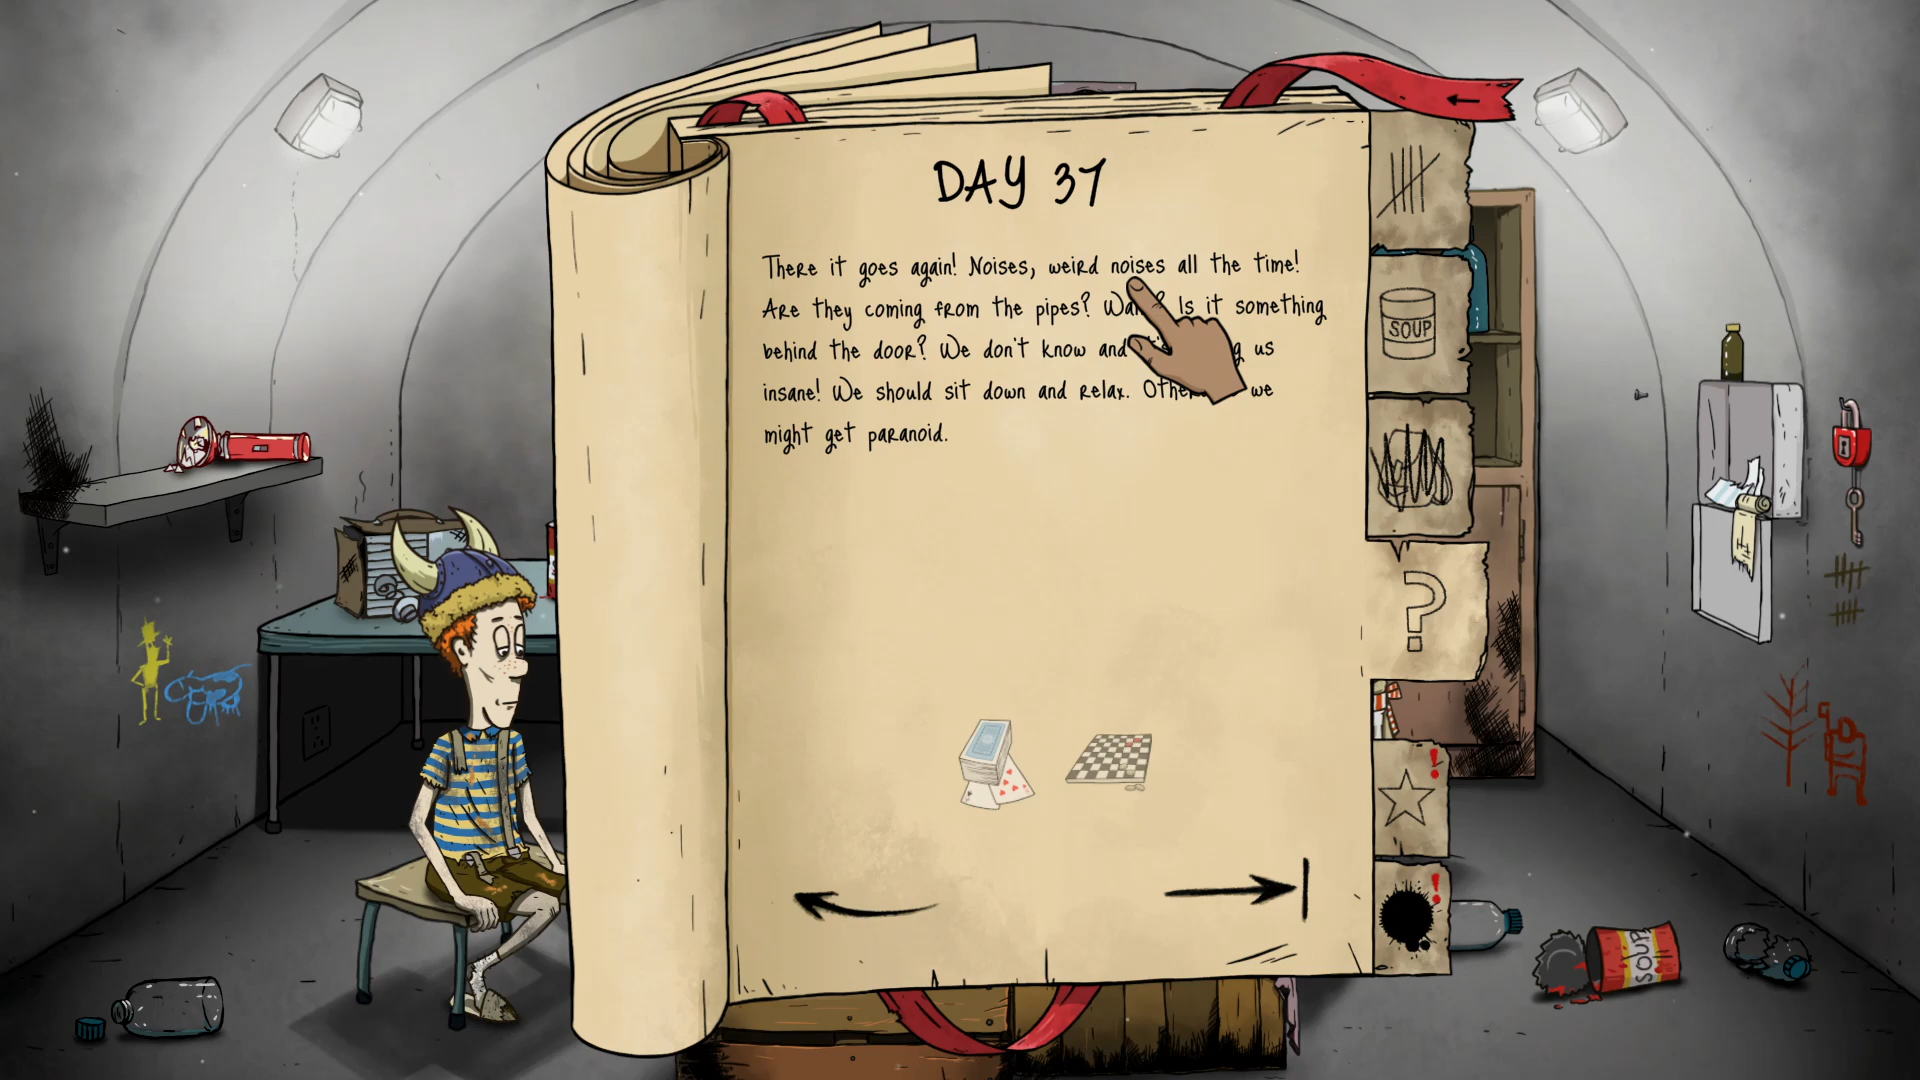 DAY 37
There it goes again! Noises, weird noises all the time!
Are they coming from the pipes? Is it something
behind the door? We don't know and us
insane! We should sit down and relax. we
might get paranoid.
SOUP
SOUP